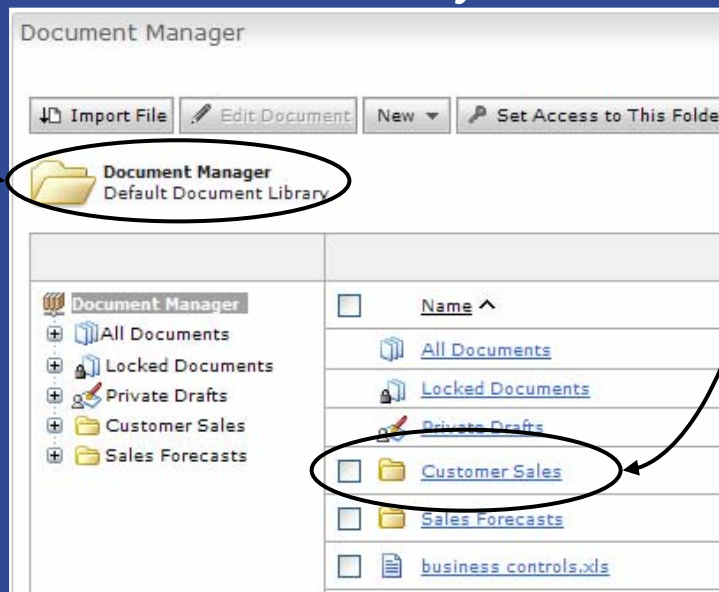 Document Manager
Import File Edit Document New Set Access to This Folde
Document Manager
Default Document Library
Document Manager
All Documents
Locked Documents
Private Drafts
Customer Sales
Sales Forecasts
Name
All Documents
Locked Documents
Private Drafts
Customer Sales
Sales Forecasts
business controls.xls